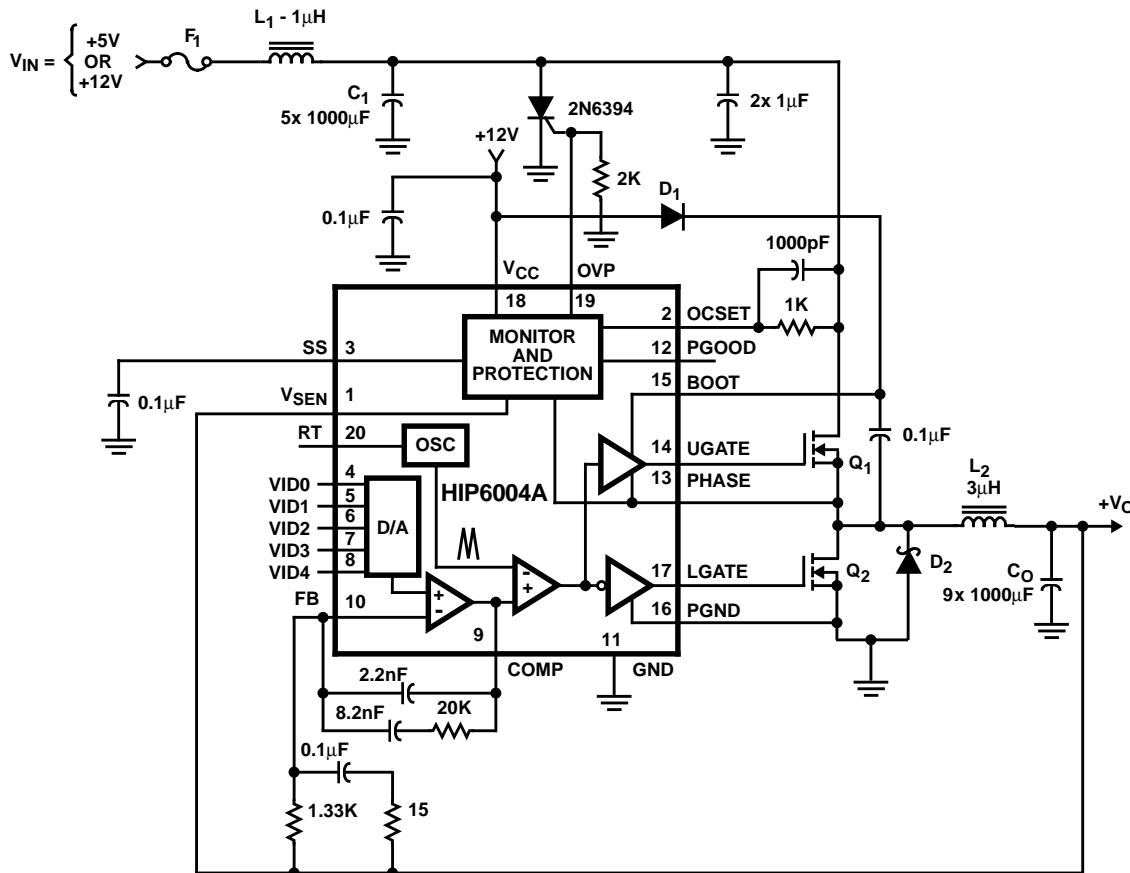 L1 - 1μH
F1
VIN =
+5V
OR
+12V
C1
5x 1000μF
2N6394
2x 1μF
+12V
2K
D1
0.1μF
1000pF
VCC
OVP
18
19
2
OCSET
1K
MONITOR
AND
PROTECTION
SS
3
12
PGOOD
15
BOOT
0.1μF
VSEN
1
RT
20
OSC
14
UGATE
0.1μF
Q1
13
PHASE
L2
3μH
+VO
HIP6004A
VID0
4
VID1
5
VID2
6
VID3
7
VID4
8
D/A
+
-
-
+
17
LGATE
Q2
D2
CO
9x 1000μF
FB
10
16
PGND
9
11
COMP
GND
2.2nF
8.2nF
20K
0.1μF
1.33K
15